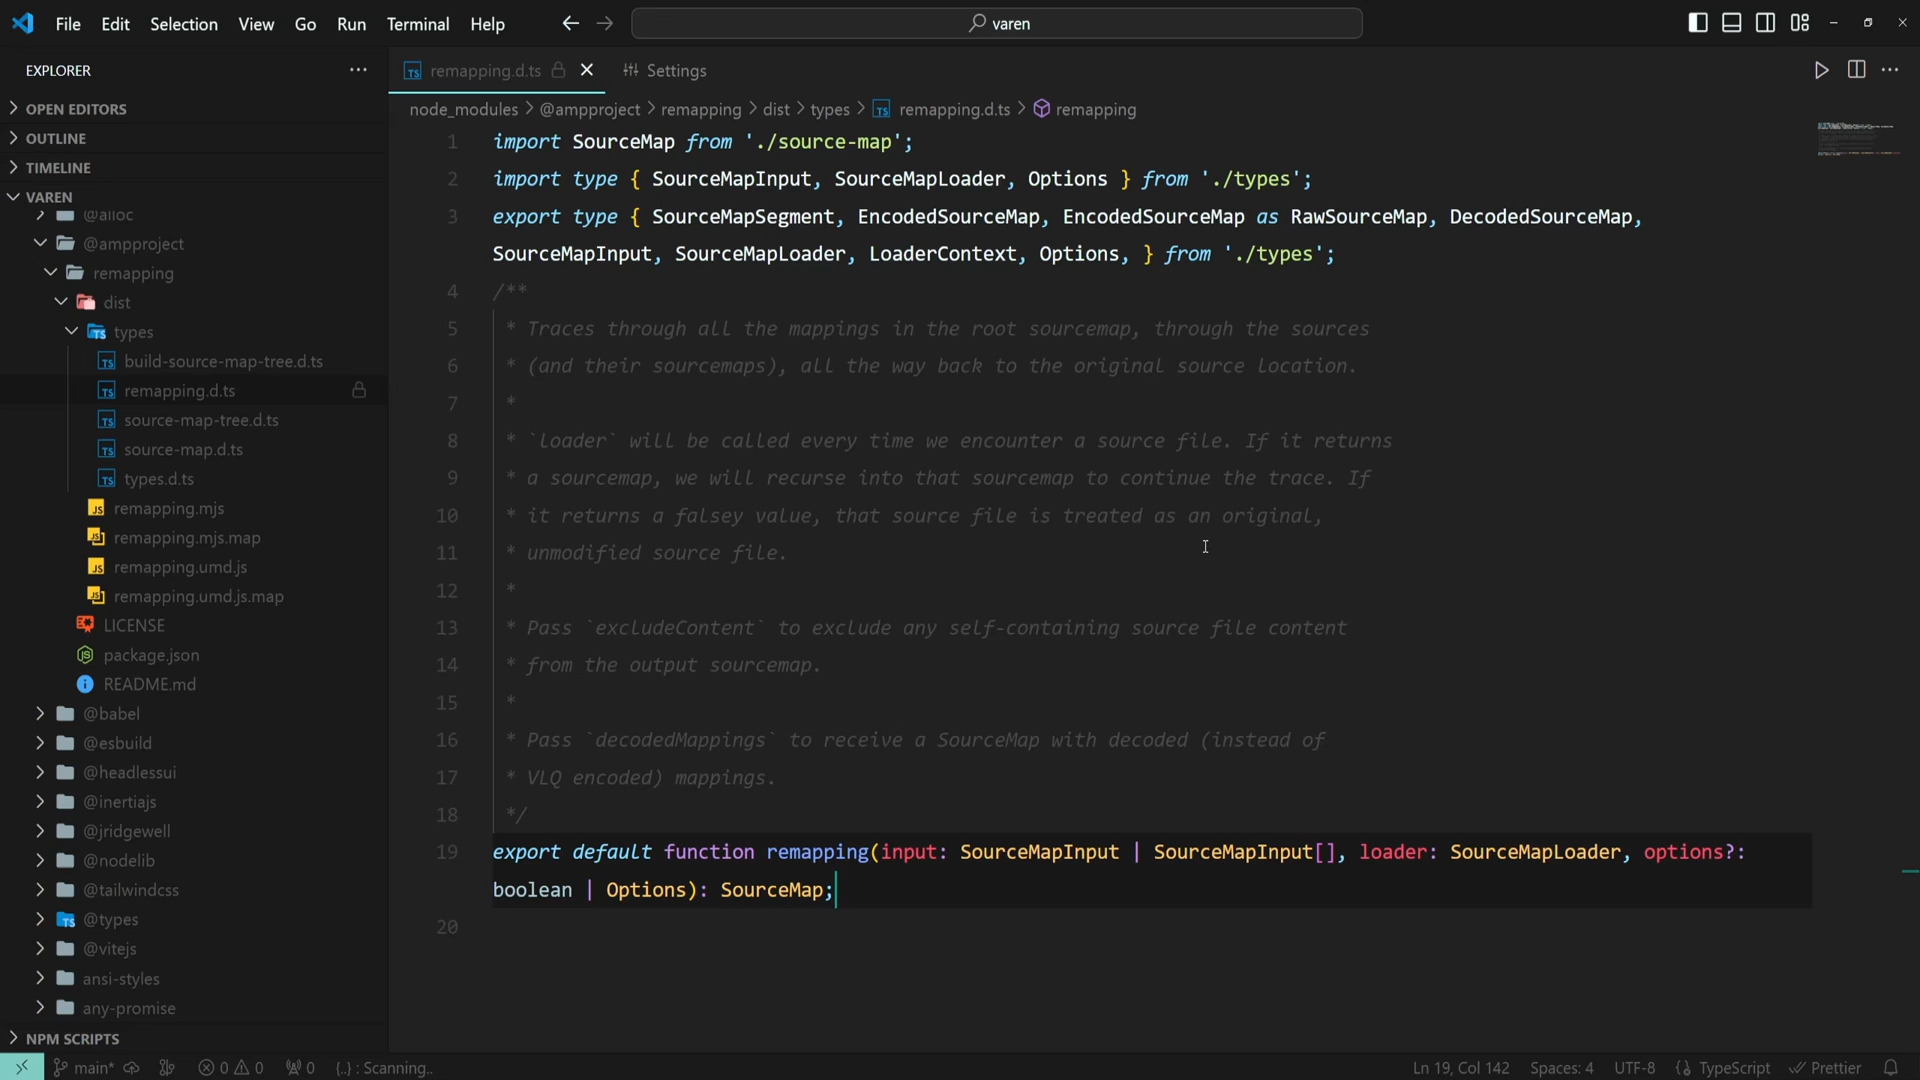 File Edit Selection View Go Run Terminal Help
varen
EXPLORER
OPEN EDITORS
OUTLINE
TIMELINE
VAREN
@alloc
@ampproject
remapping
dist
types
build-source-map-tree.d.ts
remapping.d.ts
source-map-tree.d.ts
source-map.d.ts
types.d.ts
remapping.mjs
remapping.mjs.map
remapping.umd.js
remapping.umd.js.map
LICENSE
package.json
README.md
@babel
@esbuild
@headlessui
@inertiajs
@jridgewell
@nodelib
@tailwindcss
@types
@vitejs
ansi-styles
any-promise
NPM SCRIPTS
remapping.d.ts
Settings
node_modules > @ampproject > remapping > dist > types > remapping.d.ts > remapping
1 import SourceMap from './source-map';
2 import type { SourceMapInput, SourceMapLoader, Options } from './types';
3 export type { SourceMapSegment, EncodedSourceMap, EncodedSourceMap as RawSourceMap, DecodedSourceMap,
SourceMapInput, SourceMapLoader, LoaderContext, Options, } from './types';
4 /**
5 * Traces through all the mappings in the root sourcemap, through the sources
6 * (and their sourcemaps), all the way back to the original source location.
7 *
8 * `loader` will be called every time we encounter a source file. If it returns
9 * a sourcemap, we will recurse into that sourcemap to continue the trace. If
10 * it returns a falsey value, that source file is treated as an original,
11 * unmodified source file.
12 *
13 * Pass `excludeContent` to exclude any self-containing source file content
14 * from the output sourcemap.
15 *
16 * Pass `decodedMappings` to receive a SourceMap with decoded (instead of
17 * VLQ encoded) mappings.
18 */
19 export default function remapping(input: SourceMapInput | SourceMapInput[], loader: SourceMapLoader, options?:
boolean | Options): SourceMap;
20
main* 0 0 0 {..} : Scanning.. Ln 19, Col 142 Spaces: 4 UTF-8 TypeScript Prettier